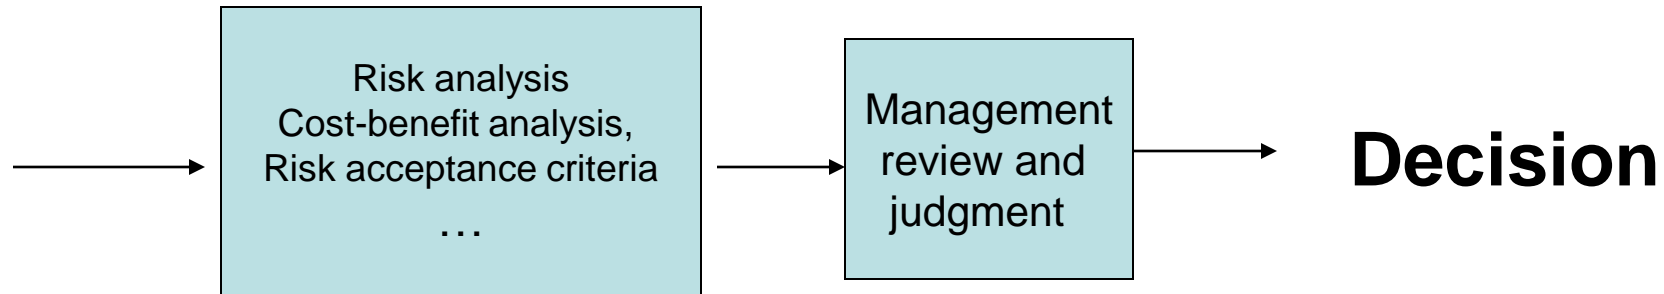 Risk analysis
Cost-benefit analysis,
Risk acceptance criteria
…
Management
review and
judgment
Decision